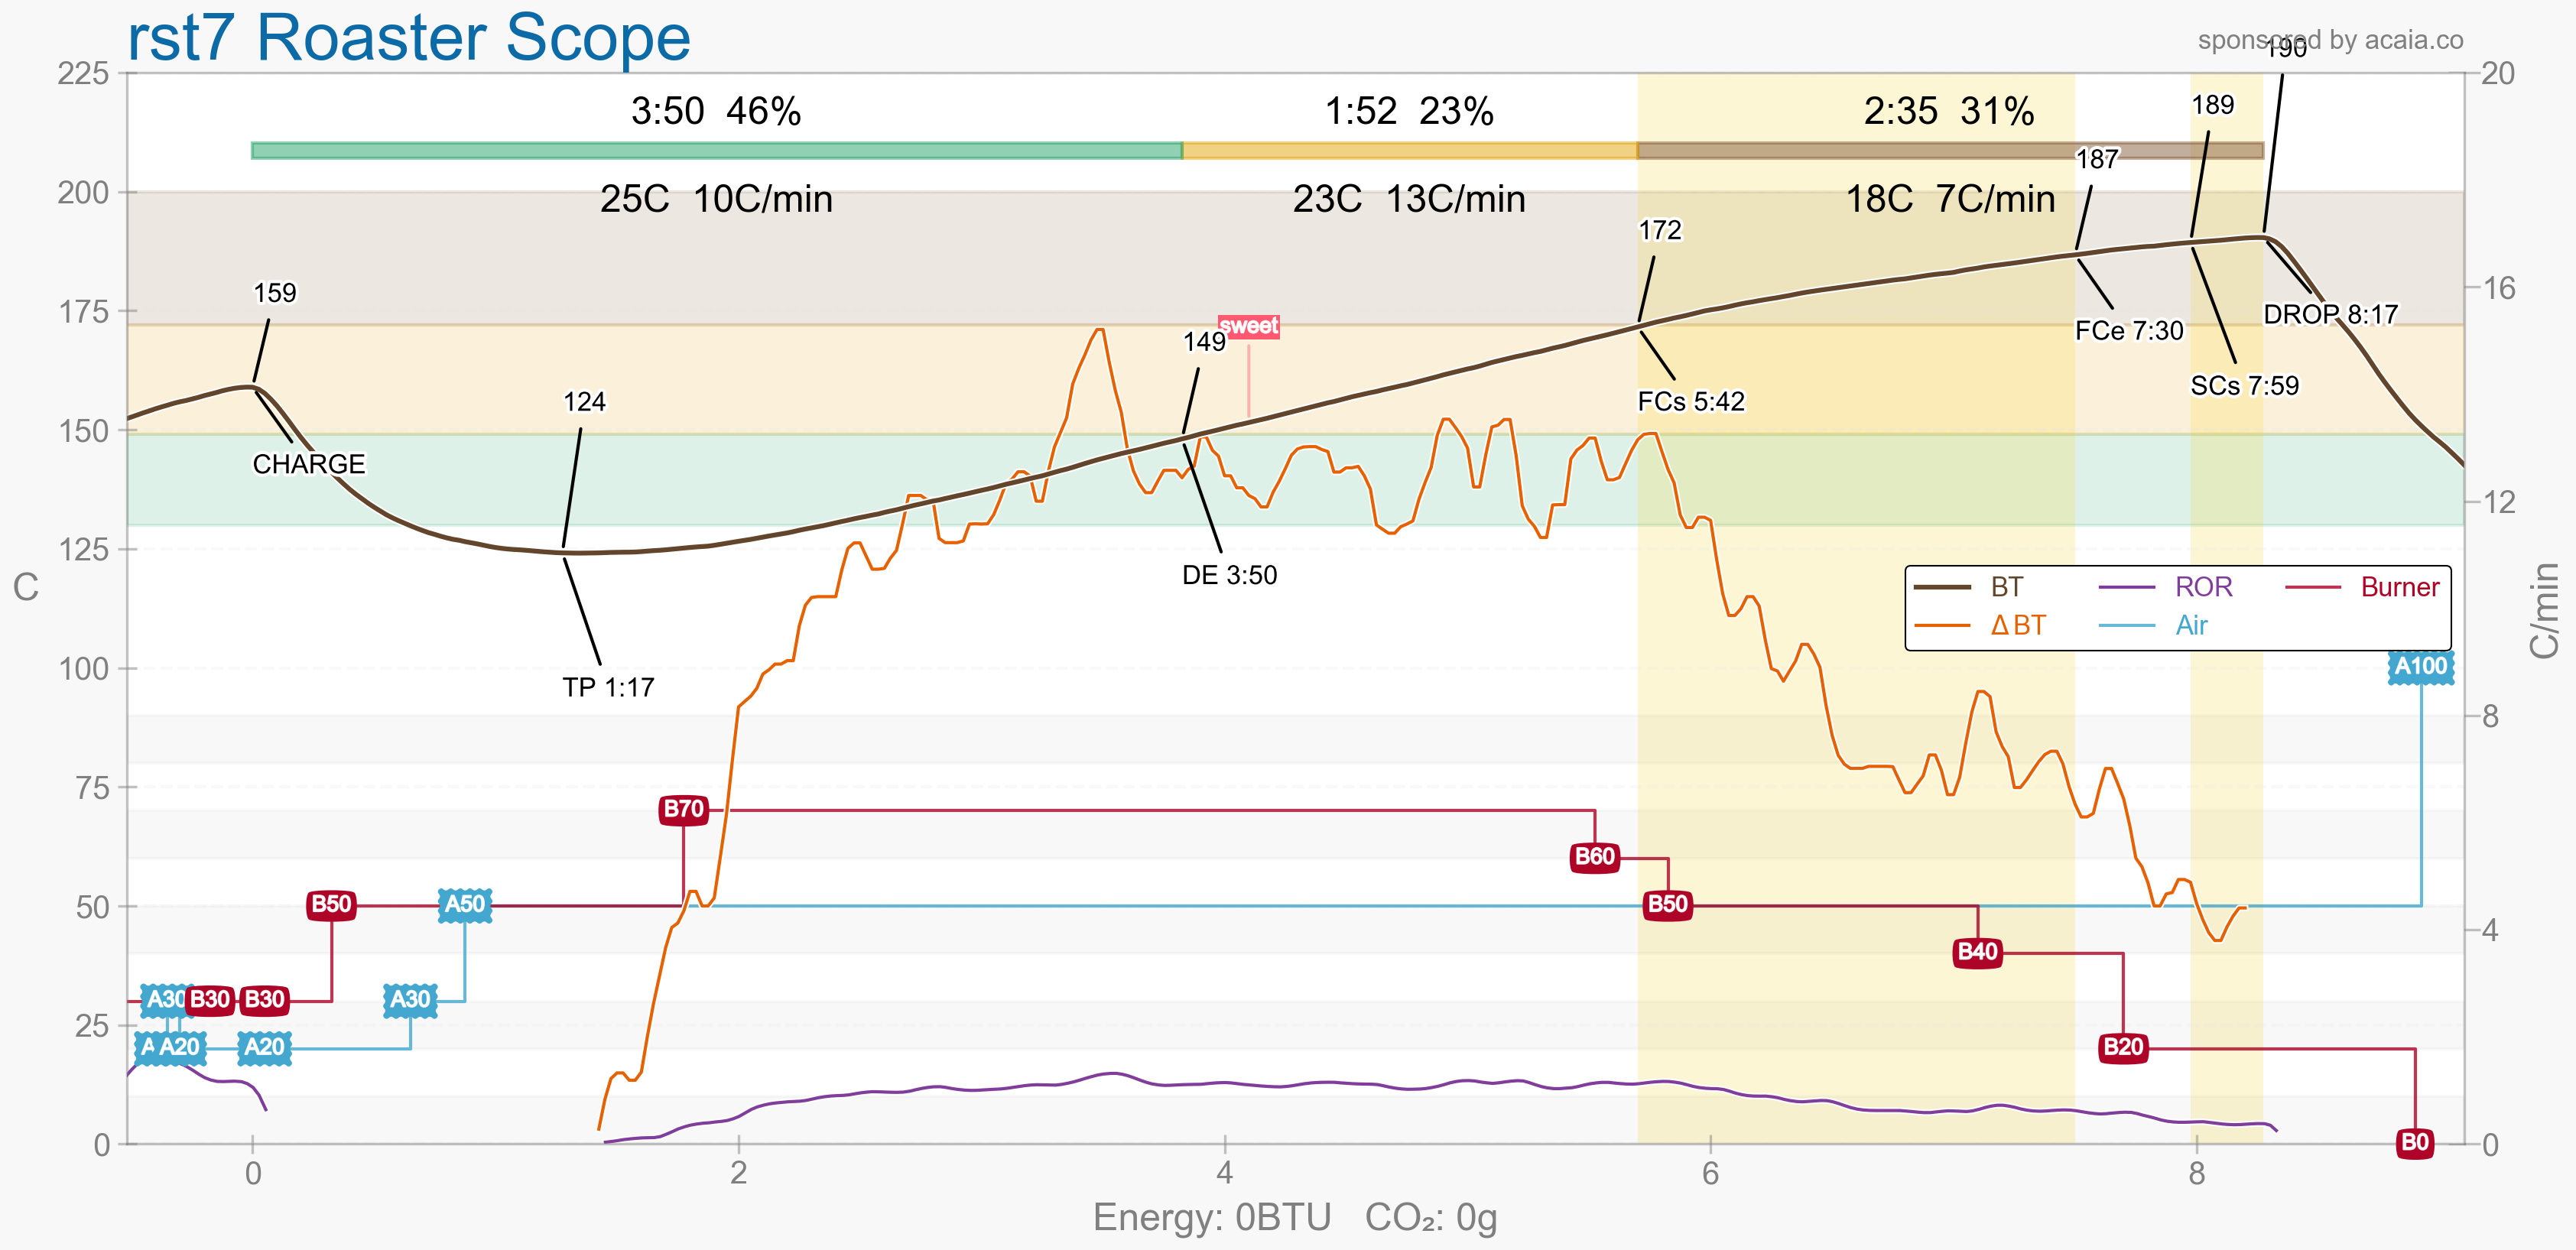 rst7 Roaster Scope
sponsored by acaia.co
190
225
20
3:50 46%
1:52 23%
2:35 31%
189
187
200
25C 10C/min
23C 13C/min
18C 7C/min
172
159
16
175
sweet
149
DROP 8:17
FCe 7:30
SCs 7:59
124
FCs 5:42
150
CHARGE
12
125
DE 3:50
C
C/min
BT
ROR
Burner
Δ BT
Air
100
A100
TP 1:17
8
75
B70
B60
50
B50
A50
B50
4
B40
A30
B30
B30
A30
25
A
A20
A20
B20
0
B0
0
0
2
4
6
8
Energy: 0BTU CO₂: 0g